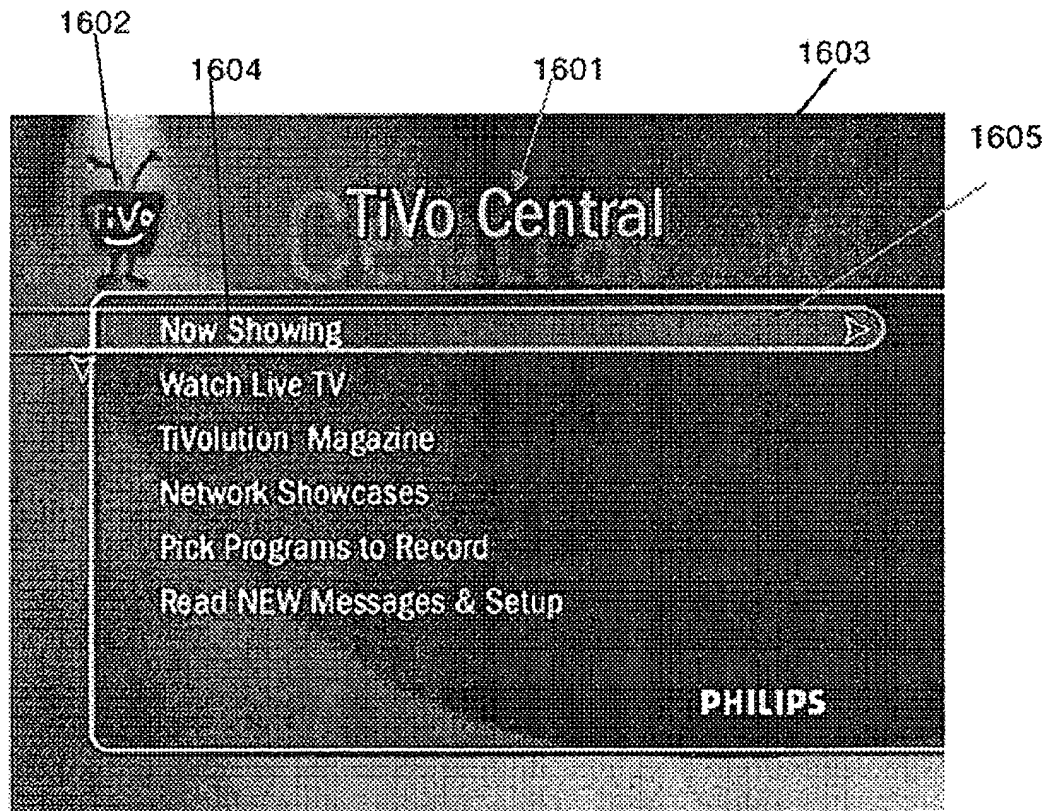 1602
1604
1601
1603
1605
TiVo
TiVo Central
Now Showing
Watch Live TV
TiVolution Magazine
Network Showcases
Pick Programs to Record
Read NEW Messages & Setup
PHILIPS